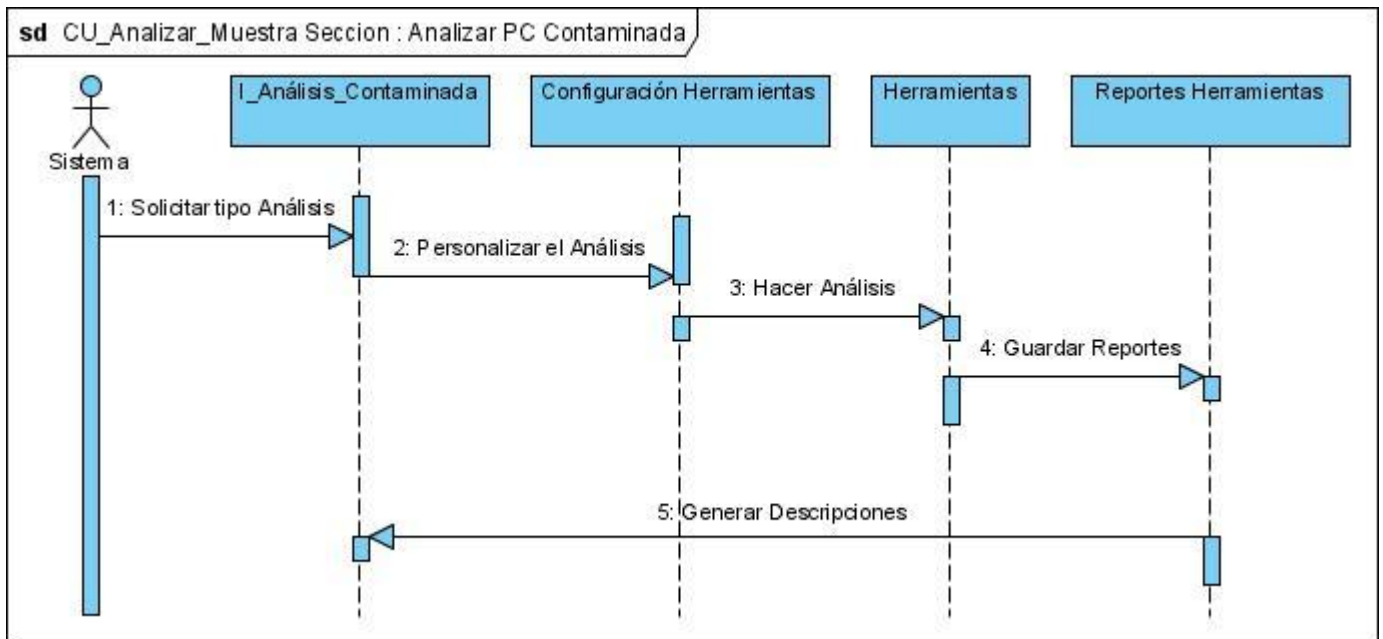 sd CU_Analizar_Muestra Seccion : Analizar PC Contaminada
Sistema
I_Análisis_Contaminada
Configuración Herramientas
Herramientas
Reportes Herramientas
1: Solicitar tipo Análisis
2: Personalizar el Análisis
3: Hacer Análisis
4: Guardar Reportes
5: Generar Descripciones